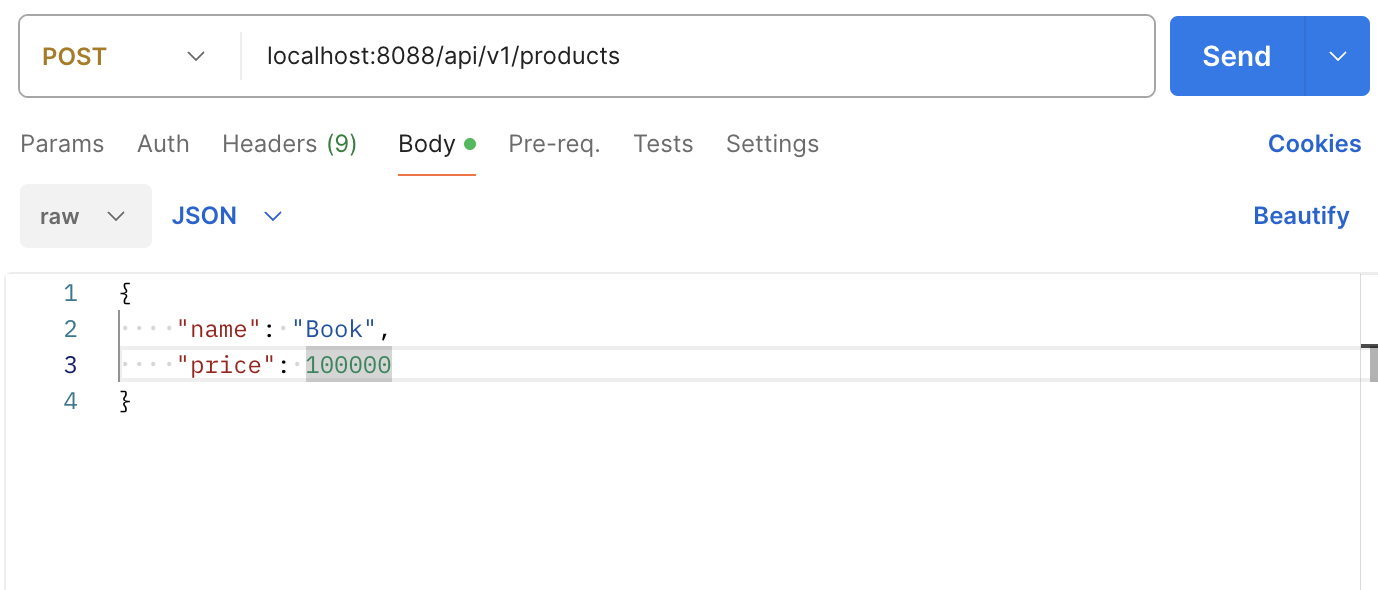 POST localhost:8088/api/v1/products Send
Params Auth Headers (9) Body Pre-req. Tests Settings Cookies
raw JSON Beautify
1 {
2 "name": "Book",
3 "price": 100000
4 }